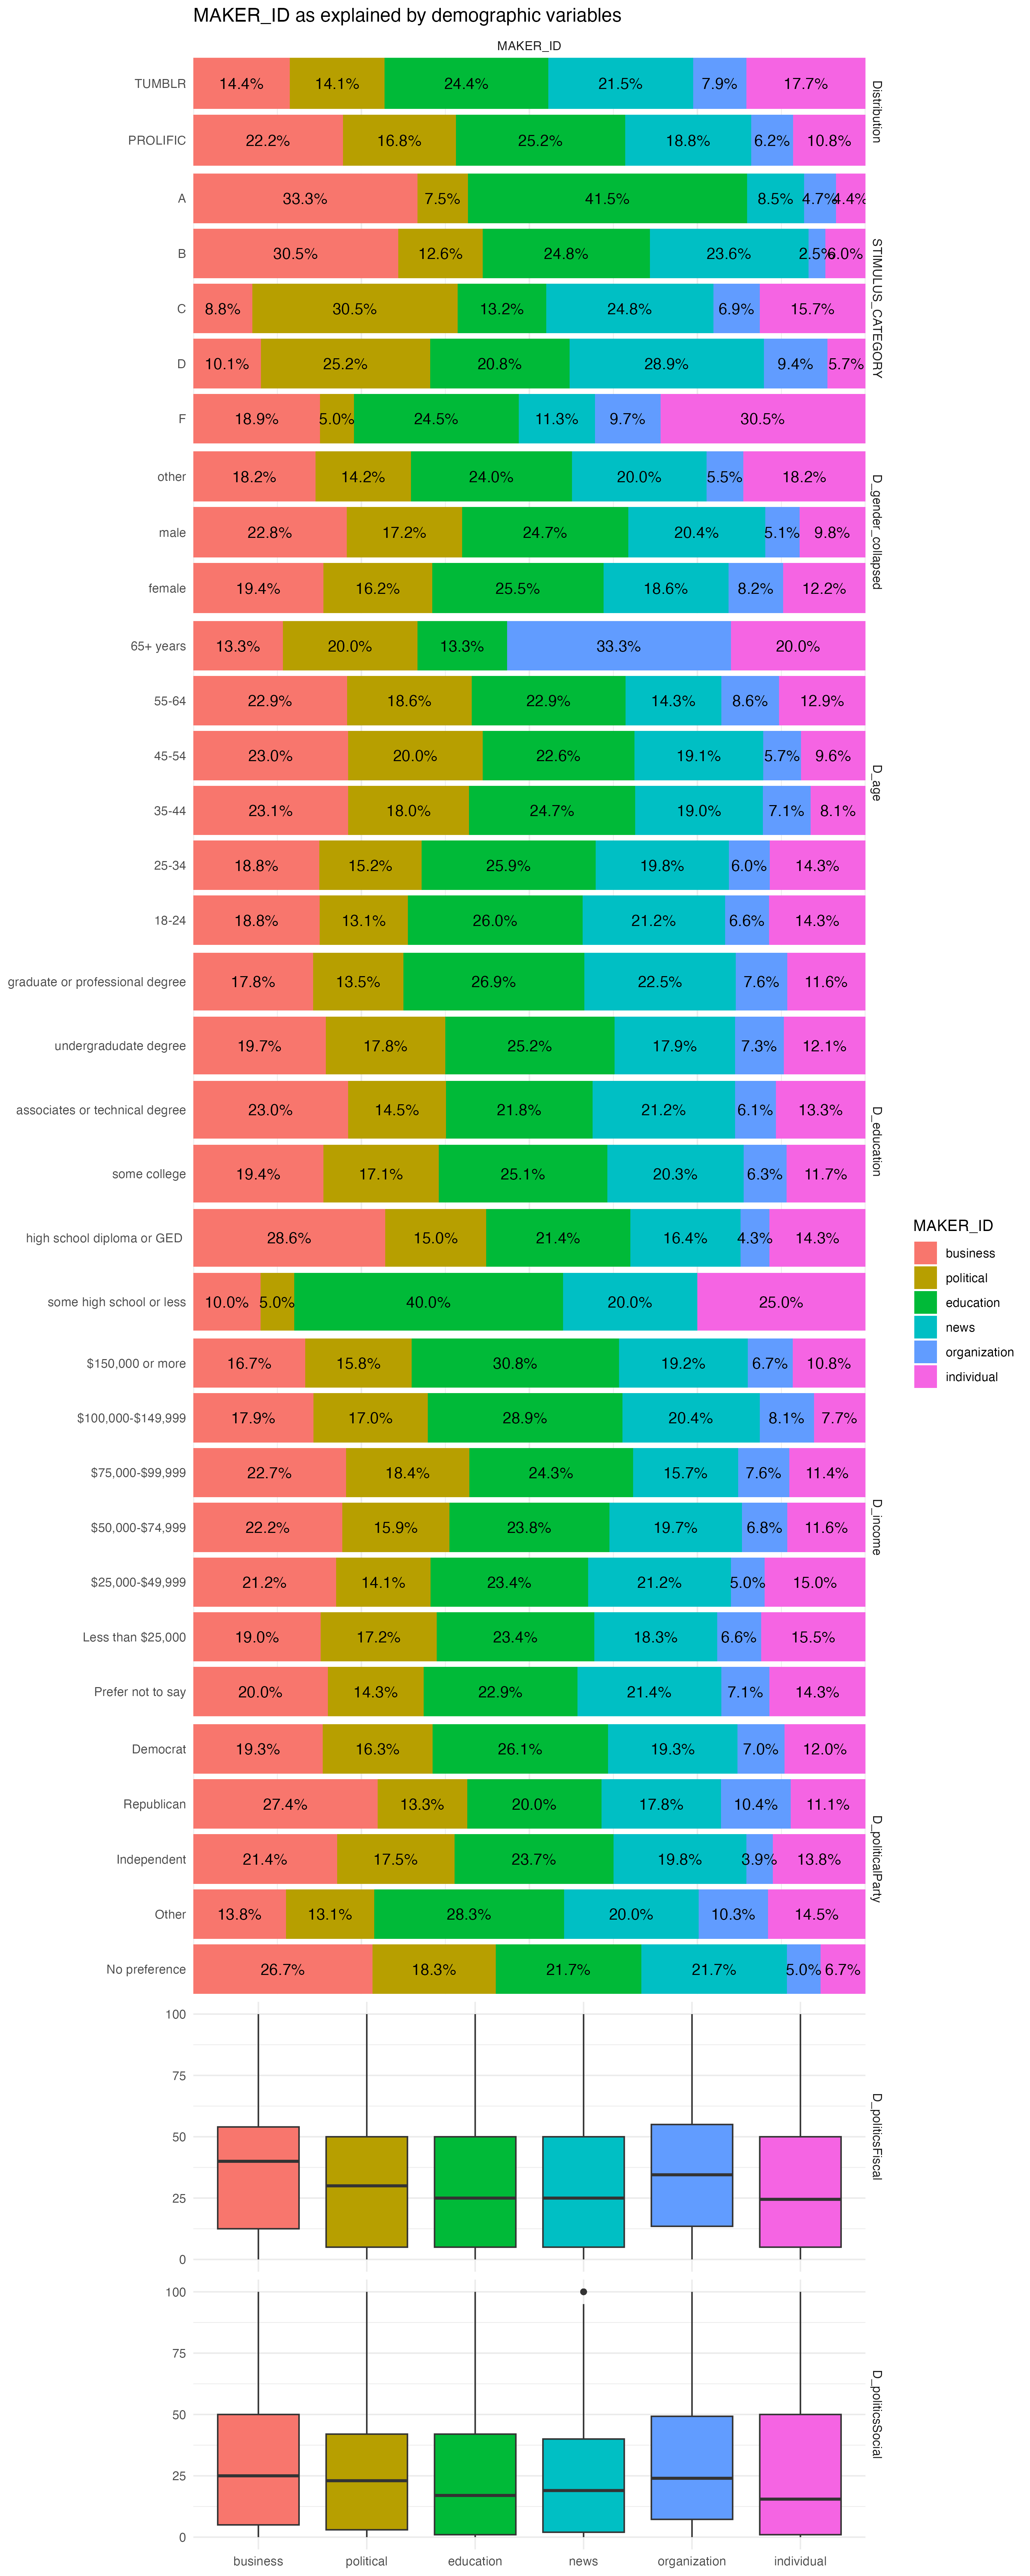 MAKER_ID as explained by demographic variables
MAKER_ID
TUMBLR 14.4% 14.1% 24.4% 21.5% 7.9% 17.7%
PROLIFIC 22.2% 16.8% 25.2% 18.8% 6.2% 10.8%
Distribution
A 33.3% 7.5% 41.5% 8.5% 4.7% 4.4%
B 30.5% 12.6% 24.8% 23.6% 2.5% 6.0%
C 8.8% 30.5% 13.2% 24.8% 6.9% 15.7%
D 10.1% 25.2% 20.8% 28.9% 9.4% 5.7%
F 18.9% 5.0% 24.5% 11.3% 9.7% 30.5%
STIMULUS_CATEGORY
other 18.2% 14.2% 24.0% 20.0% 5.5% 18.2%
male 22.8% 17.2% 24.7% 20.4% 5.1% 9.8%
female 19.4% 16.2% 25.5% 18.6% 8.2% 12.2%
D_gender_collapsed
65+ years 13.3% 20.0% 13.3% 33.3% 20.0%
55-64 22.9% 18.6% 22.9% 14.3% 8.6% 12.9%
45-54 23.0% 20.0% 22.6% 19.1% 5.7% 9.6%
35-44 23.1% 18.0% 24.7% 19.0% 7.1% 8.1%
25-34 18.8% 15.2% 25.9% 19.8% 6.0% 14.3%
18-24 18.8% 13.1% 26.0% 21.2% 6.6% 14.3%
D_age
graduate or professional degree 17.8% 13.5% 26.9% 22.5% 7.6% 11.6%
undergradudate degree 19.7% 17.8% 25.2% 17.9% 7.3% 12.1%
associates or technical degree 23.0% 14.5% 21.8% 21.2% 6.1% 13.3%
some college 19.4% 17.1% 25.1% 20.3% 6.3% 11.7%
high school diploma or GED 28.6% 15.0% 21.4% 16.4% 4.3% 14.3%
some high school or less 10.0% 5.0% 40.0% 20.0% 25.0%
D_education
$150,000 or more 16.7% 15.8% 30.8% 19.2% 6.7% 10.8%
$100,000-$149,999 17.9% 17.0% 28.9% 20.4% 8.1% 7.7%
$75,000-$99,999 22.7% 18.4% 24.3% 15.7% 7.6% 11.4%
$50,000-$74,999 22.2% 15.9% 23.8% 19.7% 6.8% 11.6%
$25,000-$49,999 21.2% 14.1% 23.4% 21.2% 5.0% 15.0%
Less than $25,000 19.0% 17.2% 23.4% 18.3% 6.6% 15.5%
Prefer not to say 20.0% 14.3% 22.9% 21.4% 7.1% 14.3%
D_income
Democrat 19.3% 16.3% 26.1% 19.3% 7.0% 12.0%
Republican 27.4% 13.3% 20.0% 17.8% 10.4% 11.1%
Independent 21.4% 17.5% 23.7% 19.8% 3.9% 13.8%
Other 13.8% 13.1% 28.3% 20.0% 10.3% 14.5%
No preference 26.7% 18.3% 21.7% 21.7% 5.0% 6.7%
D_politicalParty
100
75
50
25
0
D_politicsFiscal
100
75
50
25
0
D_politicsSocial
business political education news organization individual
MAKER_ID
business
political
education
news
organization
individual